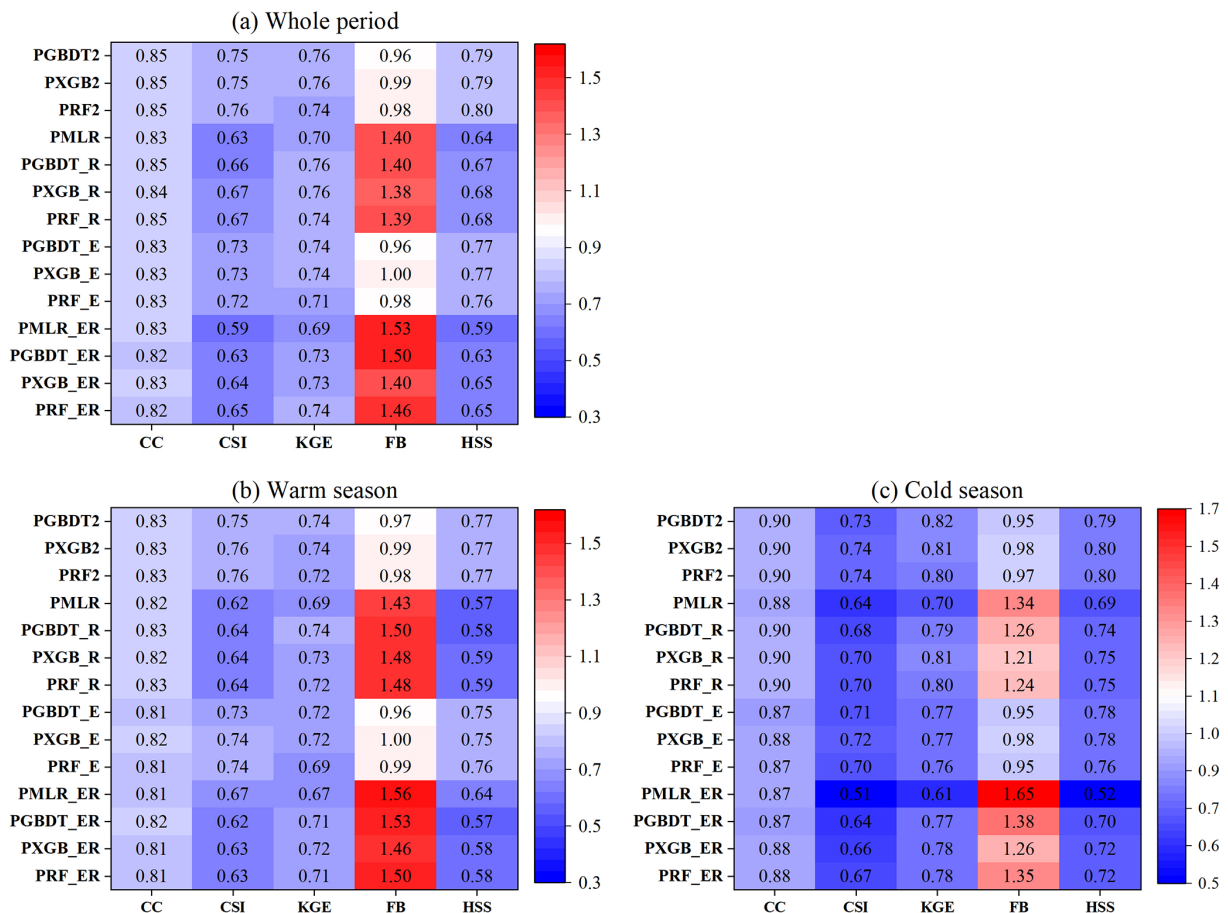 (a) Whole period
PGBDT2 0.85 0.75 0.76 0.96 0.79
PXGB2 0.85 0.75 0.76 0.99 0.79
PRF2 0.85 0.76 0.74 0.98 0.80
PMLR 0.83 0.63 0.70 1.40 0.64
PGBDT_R 0.85 0.66 0.76 1.40 0.67
PXGB_R 0.84 0.67 0.76 1.38 0.68
PRF_R 0.85 0.67 0.74 1.39 0.68
PGBDT_E 0.83 0.73 0.74 0.96 0.77
PXGB_E 0.83 0.73 0.74 1.00 0.77
PRF_E 0.83 0.72 0.71 0.98 0.76
PMLR_ER 0.83 0.59 0.69 1.53 0.59
PGBDT_ER 0.82 0.63 0.73 1.50 0.63
PXGB_ER 0.83 0.64 0.73 1.40 0.65
PRF_ER 0.82 0.65 0.74 1.46 0.65
CC CSI KGE FB HSS
1.5
1.3
1.1
0.9
0.7
0.5
0.3
(b) Warm season
PGBDT2 0.83 0.75 0.74 0.97 0.77
PXGB2 0.83 0.76 0.74 0.99 0.77
PRF2 0.83 0.76 0.72 0.98 0.77
PMLR 0.82 0.62 0.69 1.43 0.57
PGBDT_R 0.83 0.64 0.74 1.50 0.58
PXGB_R 0.82 0.64 0.73 1.48 0.59
PRF_R 0.83 0.64 0.72 1.48 0.59
PGBDT_E 0.81 0.73 0.72 0.96 0.75
PXGB_E 0.82 0.74 0.72 1.00 0.75
PRF_E 0.81 0.74 0.69 0.99 0.76
PMLR_ER 0.81 0.67 0.67 1.56 0.64
PGBDT_ER 0.82 0.62 0.71 1.53 0.57
PXGB_ER 0.81 0.63 0.72 1.46 0.58
PRF_ER 0.81 0.63 0.71 1.50 0.58
CC CSI KGE FB HSS
1.5
1.3
1.1
0.9
0.7
0.5
0.3
(c) Cold season
PGBDT2 0.90 0.73 0.82 0.95 0.79
PXGB2 0.90 0.74 0.81 0.98 0.80
PRF2 0.90 0.74 0.80 0.97 0.80
PMLR 0.88 0.64 0.70 1.34 0.69
PGBDT_R 0.90 0.68 0.79 1.26 0.74
PXGB_R 0.90 0.70 0.81 1.21 0.75
PRF_R 0.90 0.70 0.80 1.24 0.75
PGBDT_E 0.87 0.71 0.77 0.95 0.78
PXGB_E 0.88 0.72 0.77 0.98 0.78
PRF_E 0.87 0.70 0.76 0.95 0.76
PMLR_ER 0.87 0.51 0.61 1.65 0.52
PGBDT_ER 0.87 0.64 0.77 1.38 0.70
PXGB_ER 0.88 0.66 0.78 1.26 0.72
PRF_ER 0.88 0.67 0.78 1.35 0.72
CC CSI KGE FB HSS
1.7
1.6
1.5
1.4
1.3
1.2
1.1
1.0
0.9
0.8
0.7
0.6
0.5